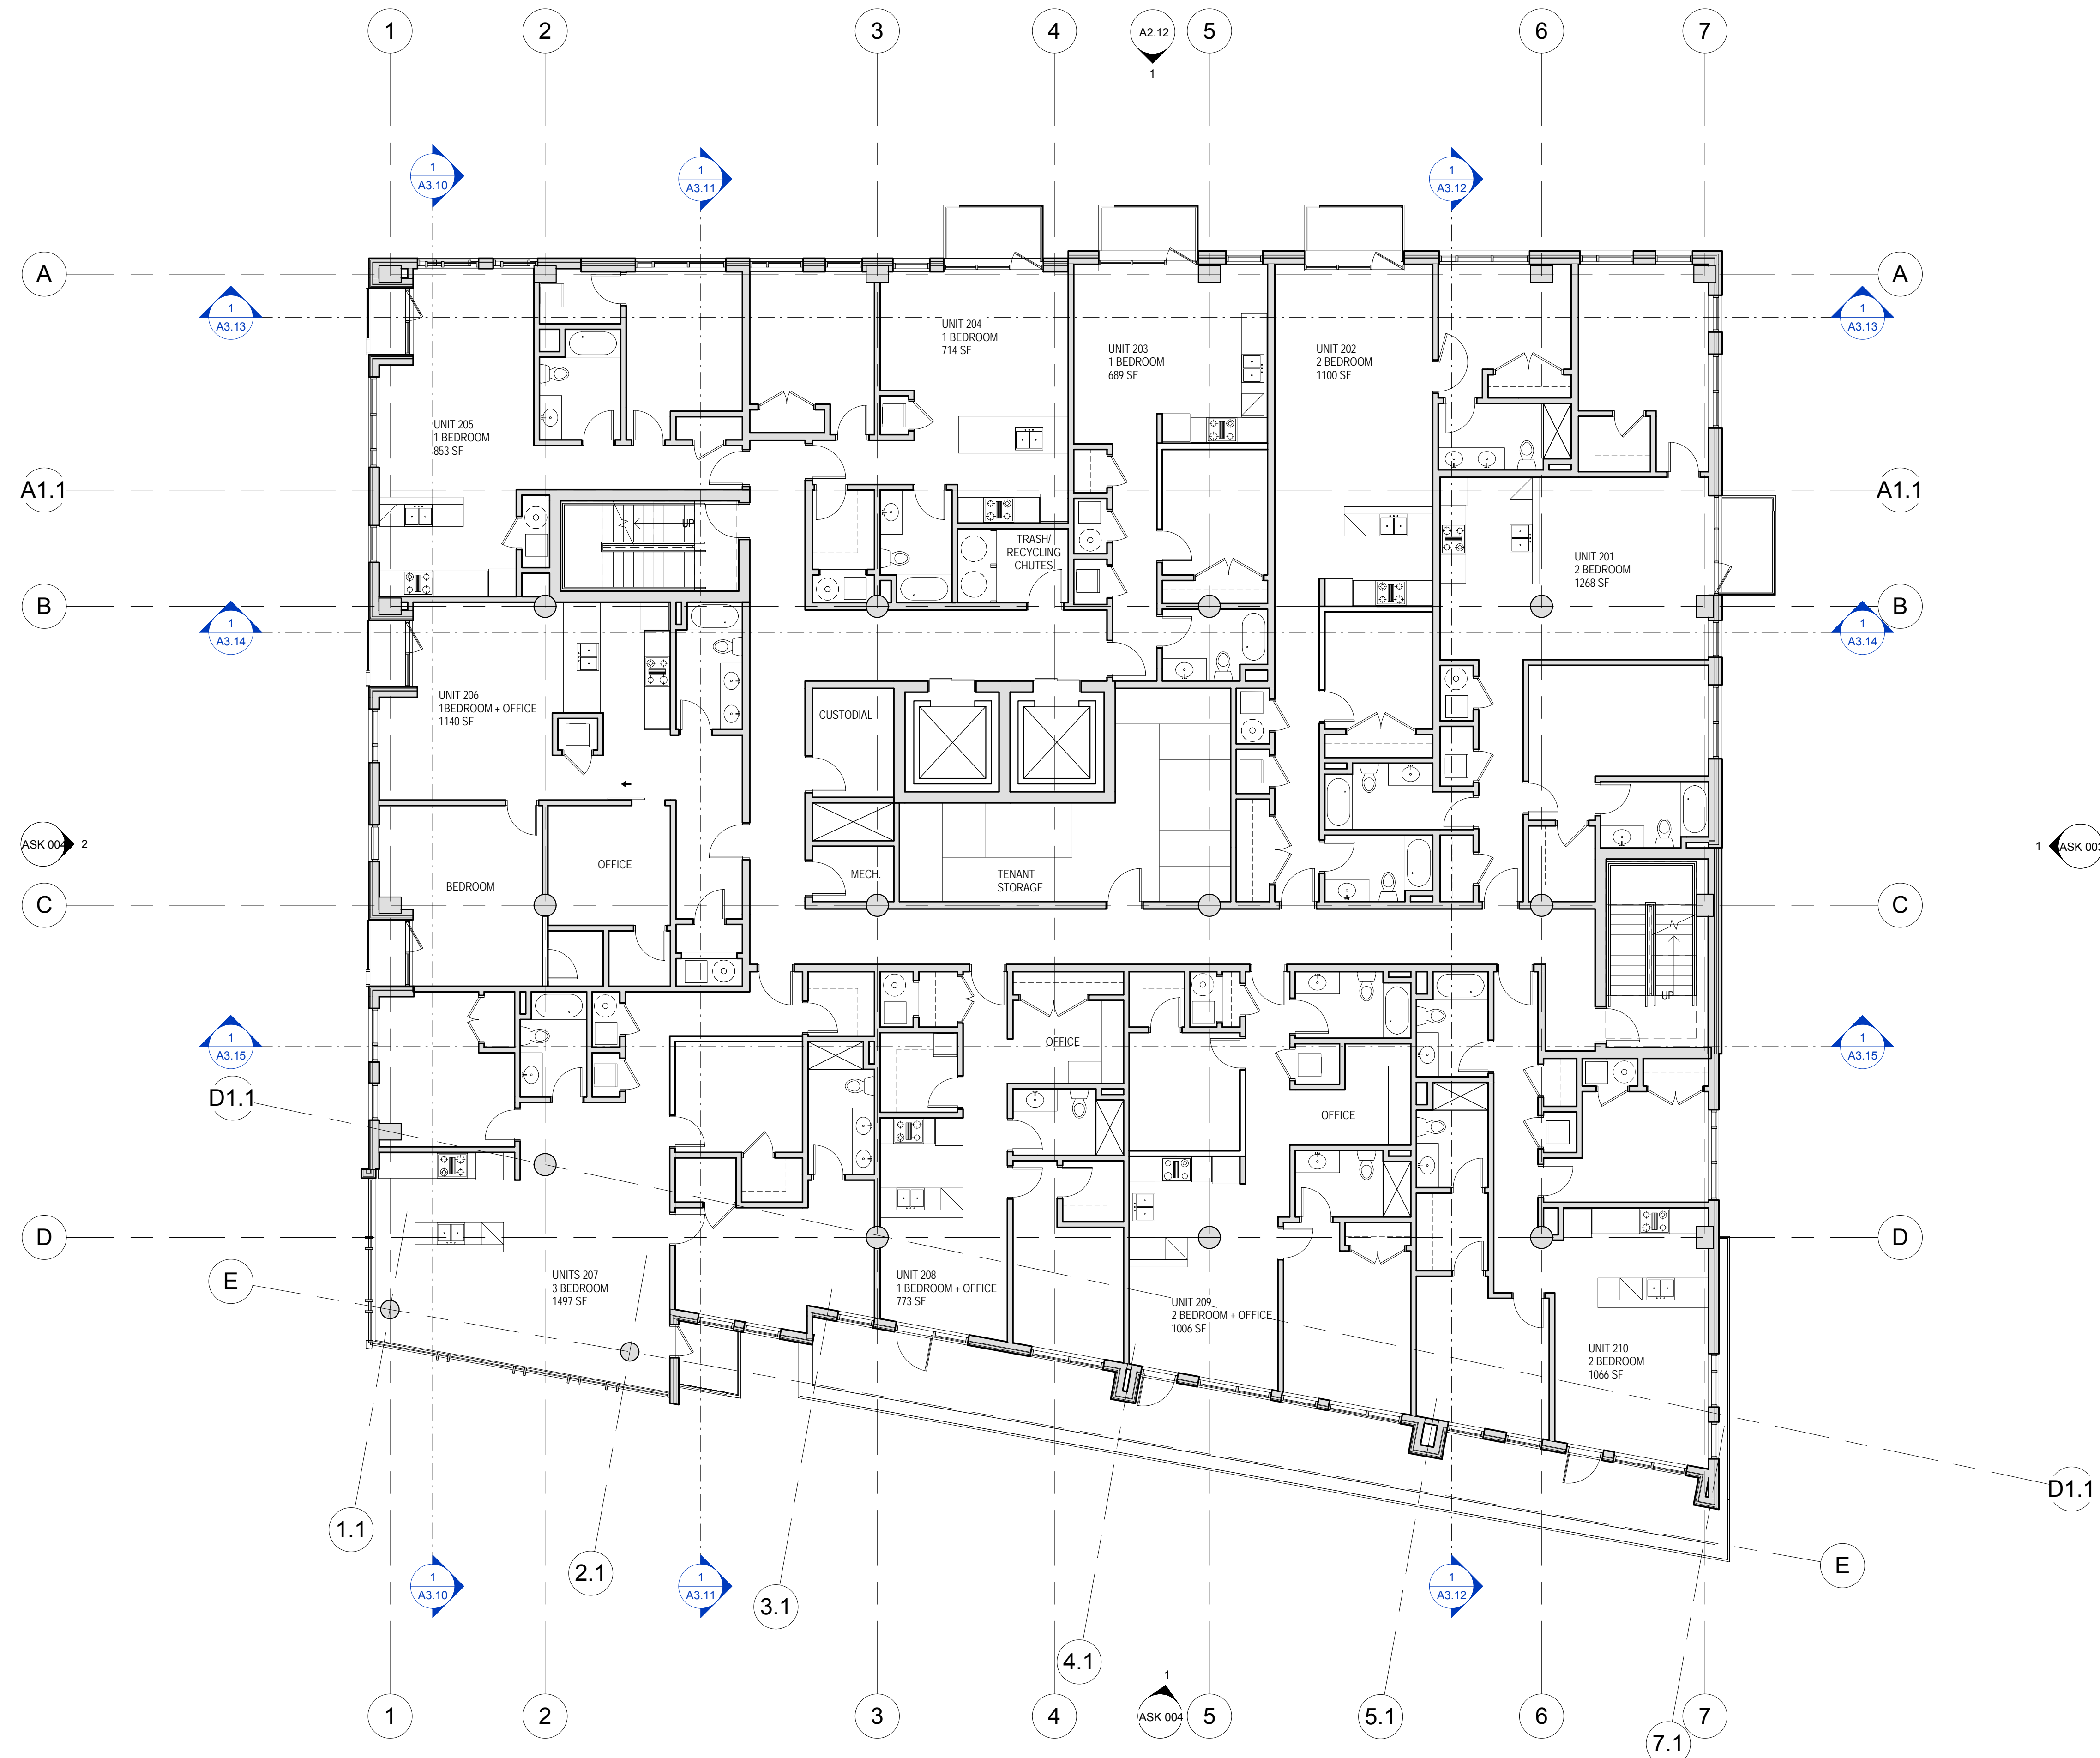 1
2
3
4
A2.12
5
6
7
1
1
A3.10
1
A3.11
1
A3.12
A
A
1
A3.13
1
A3.13
UNIT 204
1 BEDROOM
714 SF
UNIT 203
1 BEDROOM
689 SF
UNIT 202
2 BEDROOM
1100 SF
UNIT 205
1 BEDROOM
853 SF
A1.1
A1.1
UP
TRASH/
RECYCLING
CHUTES
UNIT 201
2 BEDROOM
1268 SF
B
B
1
A3.14
1
A3.14
UNIT 206
1BEDROOM + OFFICE
1140 SF
CUSTODIAL
ASK 004
2
1
ASK 003
OFFICE
BEDROOM
MECH.
TENANT
STORAGE
C
C
UP
1
A3.15
OFFICE
1
A3.15
D1.1
OFFICE
D
D
E
UNITS 207
3 BEDROOM
1497 SF
UNIT 208
1 BEDROOM + OFFICE
773 SF
UNIT 209
2 BEDROOM + OFFICE
1006 SF
UNIT 210
2 BEDROOM
1066 SF
D1.1
1.1
E
2.1
1
A3.10
1
A3.11
3.1
1
A3.12
4.1
1
1
2
3
4
ASK 004
5
5.1
6
7
7.1